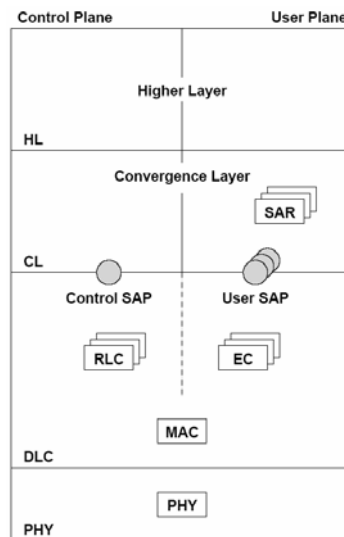 Control Plane User Plane
Higher Layer
HL
Convergence Layer
SAR
CL
Control SAP User SAP
RLC EC
MAC
DLC
PHY
PHY